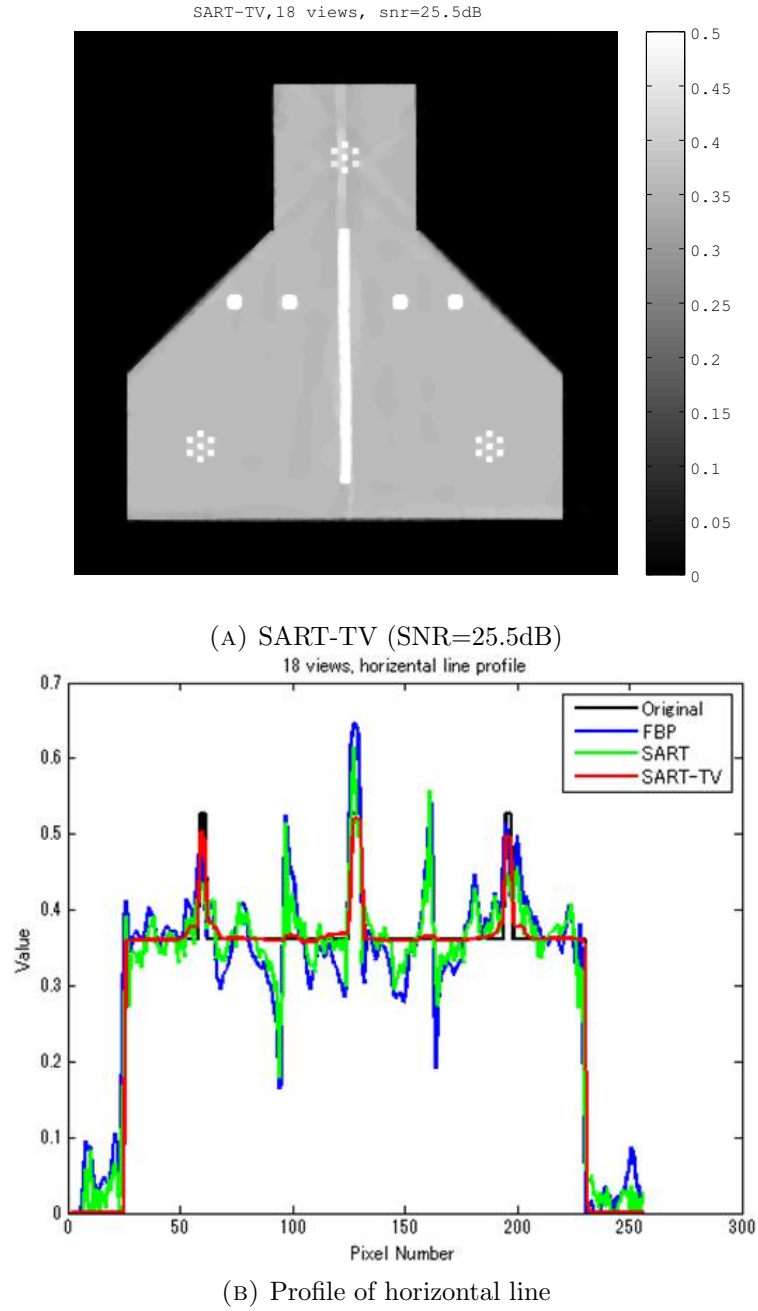 SART-TV,18 views, snr=25.5dB
0.5
0.45
0.4
0.35
0.3
0.25
0.2
0.15
0.1
0.05
0
(A) SART-TV (SNR=25.5dB)
18 views, horizental line profile
0.7
0.6
0.5
0.4
0.3
0.2
0.1
0
Value
Original
FBP
SART
SART-TV
0 50 100 150 200 250 300
Pixel Number
(B) Profile of horizontal line